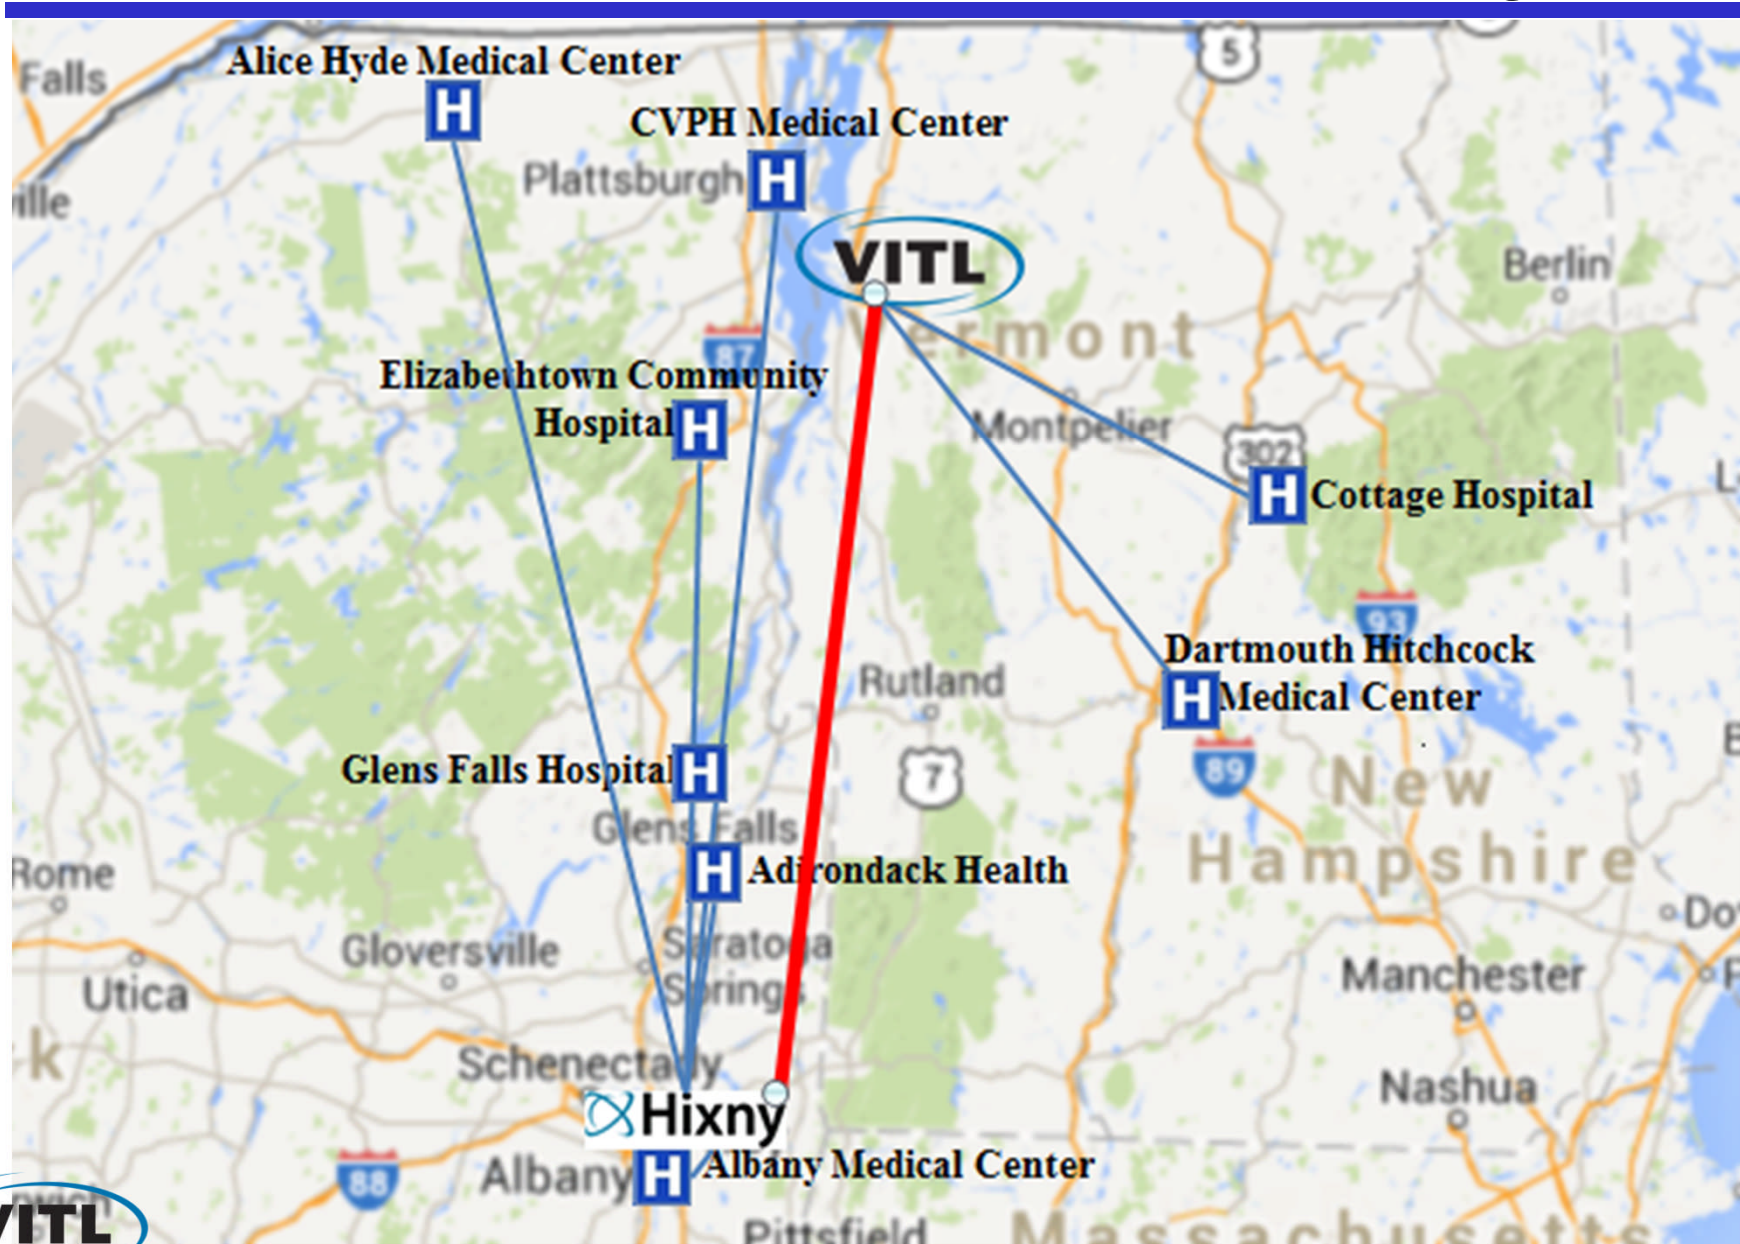 5
Falls
Alice Hyde Medical Center
H
CVPH Medical Center
Plattsburgh H
ville
VITL
Berlin
Vermont
87
Elizabethtown Community
Hospital H
Montpelier
302
H Cottage Hospital
93
Dartmouth Hitchcock
H Medical Center
Rutland
Glens Falls Hospital H
7
89
New
Glens Falls
Hampshire
H Adirondack Health
Rome
Gloversville
Saratoga
Springs
Utica
Manchester
k
Schenectady
Nashua
Hixny
Albany H Albany Medical Center
88
VITL
Pittsfield
Massachusetts